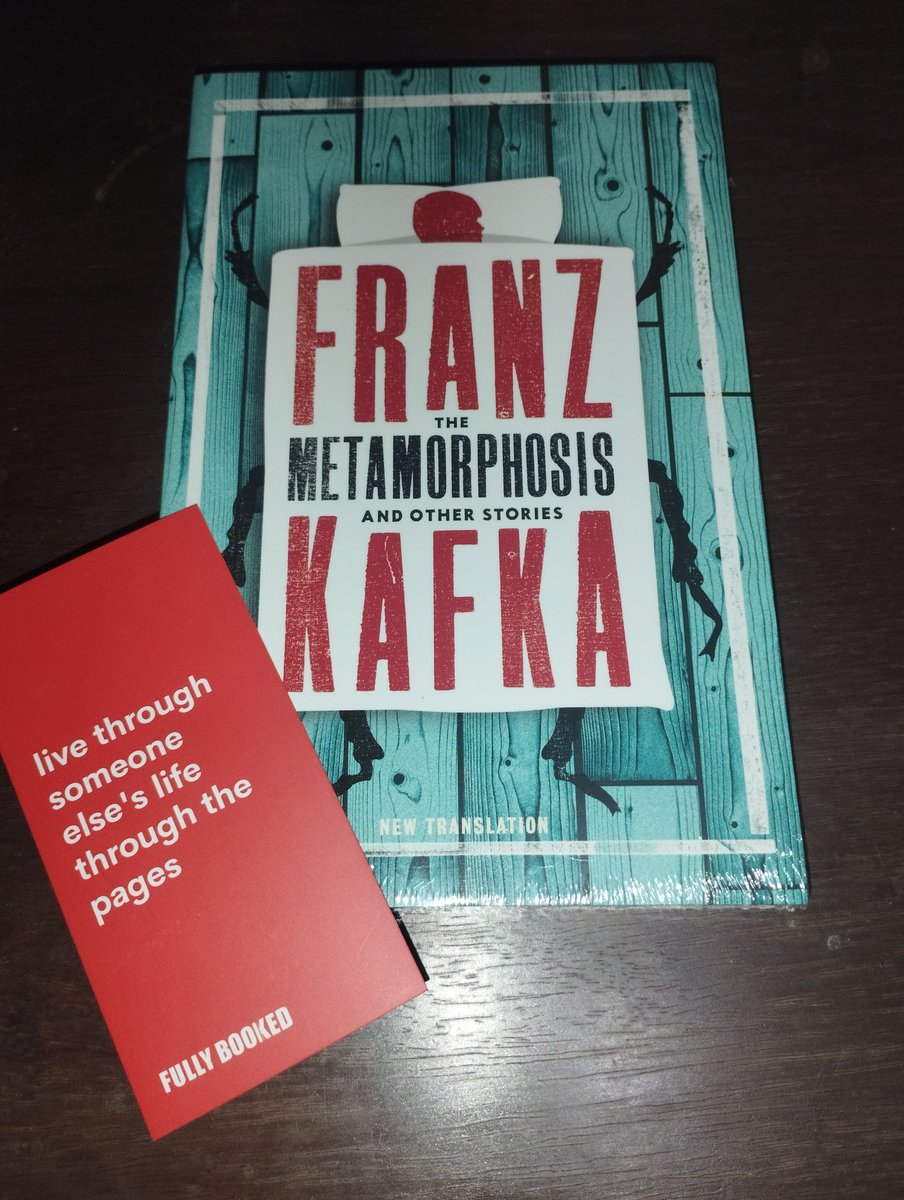 FRANZ
THE
METAMORPHOSIS
AND OTHER STORIES
KAFKA
NEW TRANSLATION
live through
someone
else's life
through the
pages
FULLY BOOKED